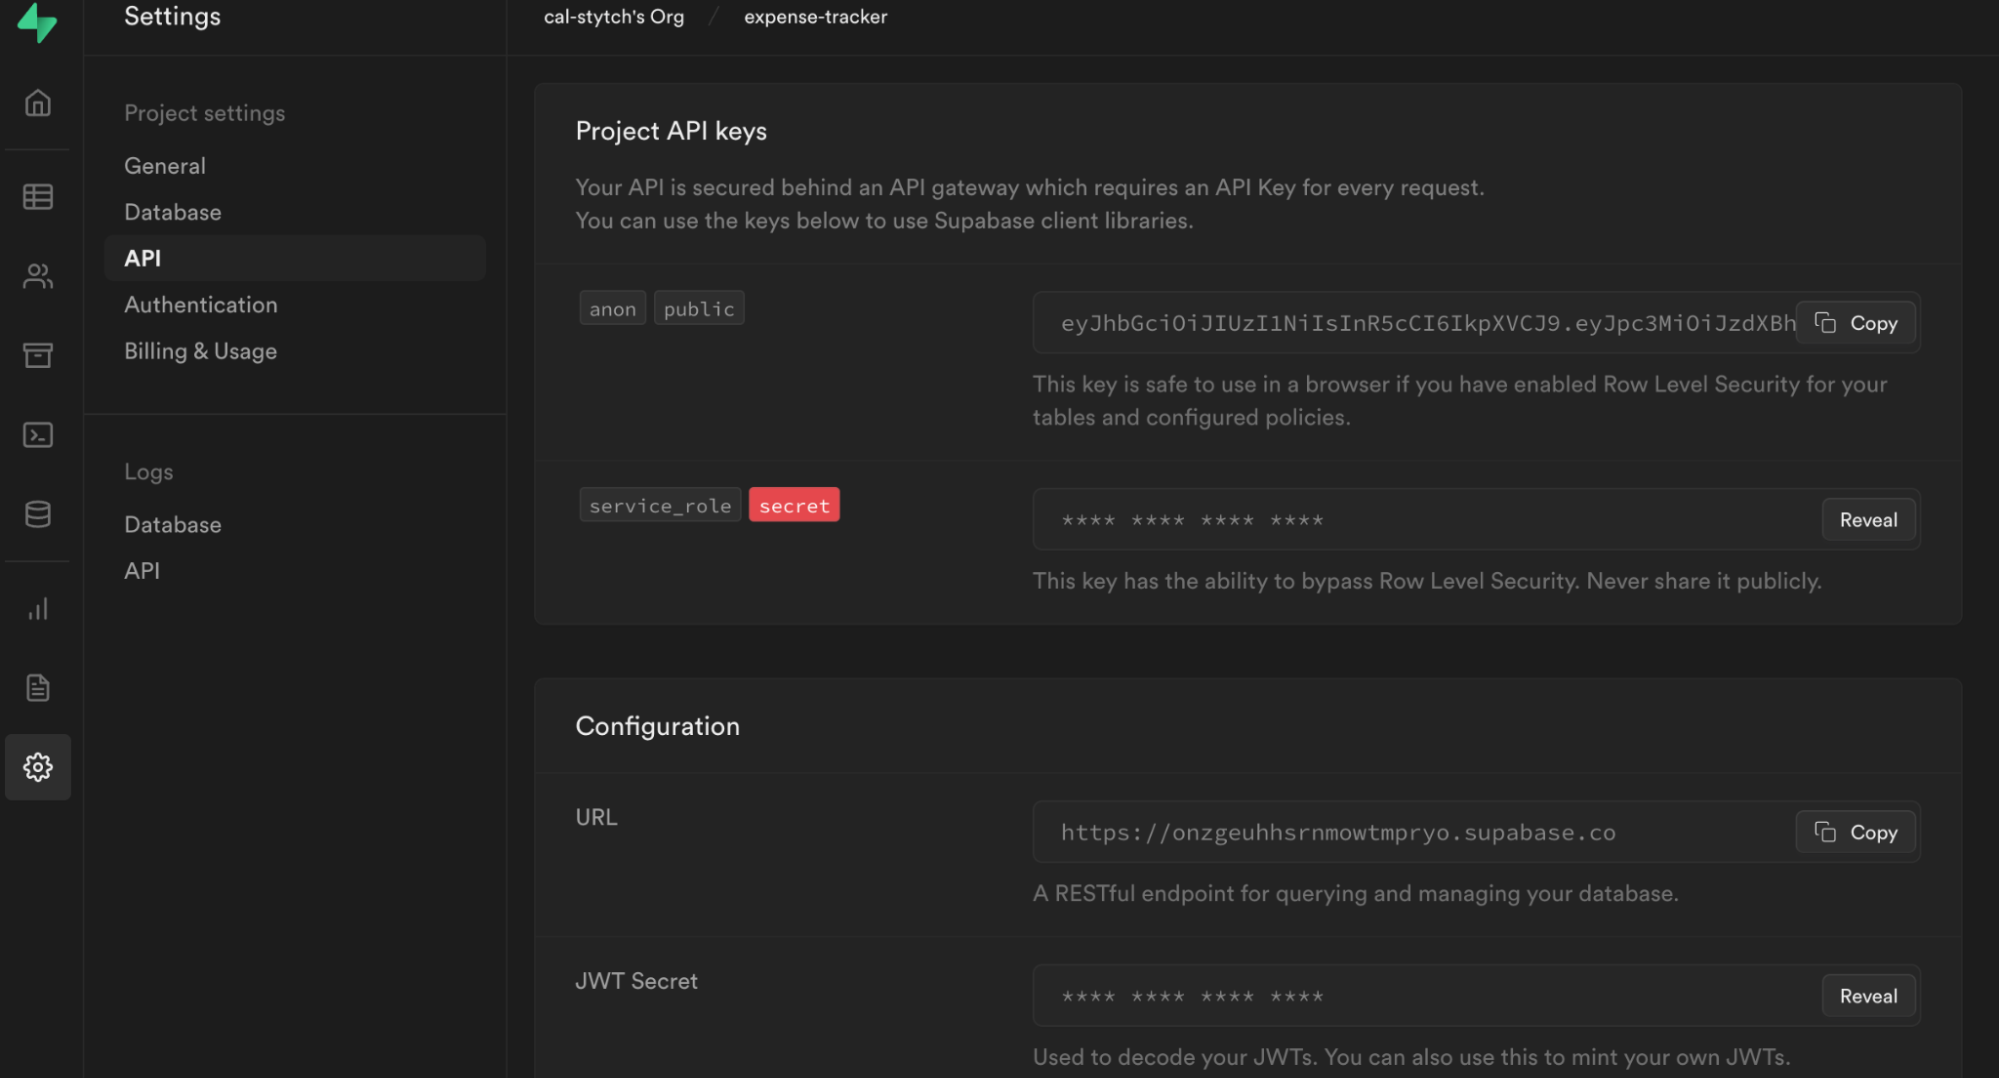 Settings
cal-stytch's Org / expense-tracker
Project settings
General
Database
API
Authentication
Billing & Usage
Logs
Database
API
Project API keys
Your API is secured behind an API gateway which requires an API Key for every request.
You can use the keys below to use Supabase client libraries.
anon public
eyJhbGciOiJIUzI1NiIsInR5cCI6IkpXVCJ9.eyJpc3MiOiJzdXBh Copy
This key is safe to use in a browser if you have enabled Row Level Security for your
tables and configured policies.
service_role secret
**** **** **** **** Reveal
This key has the ability to bypass Row Level Security. Never share it publicly.
Configuration
URL
https://onzgeuhhsrnmowtmpryo.supabase.co Copy
A RESTful endpoint for querying and managing your database.
JWT Secret
**** **** **** **** Reveal
Used to decode your JWTs. You can also use this to mint your own JWTs.